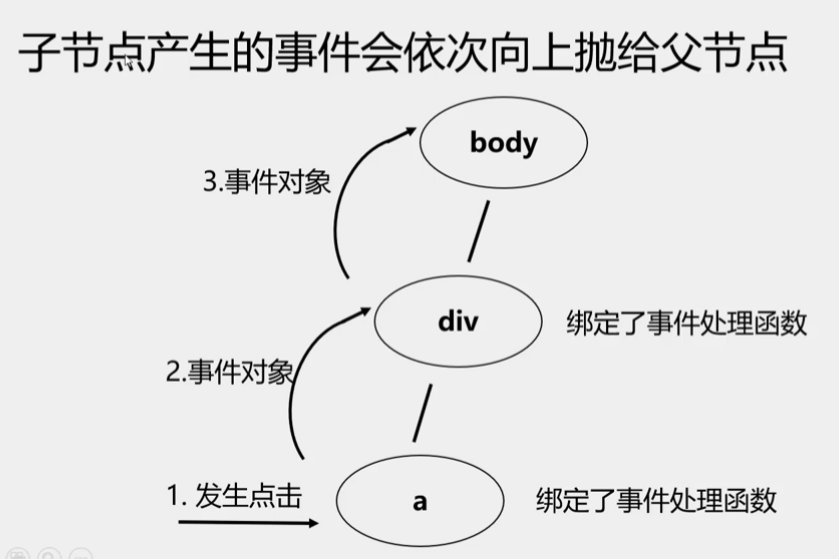 子节点产生的事件会依次向上抛给父节点
body
3.事件对象
div
绑定了事件处理函数
2.事件对象
1. 发生点击
a
绑定了事件处理函数